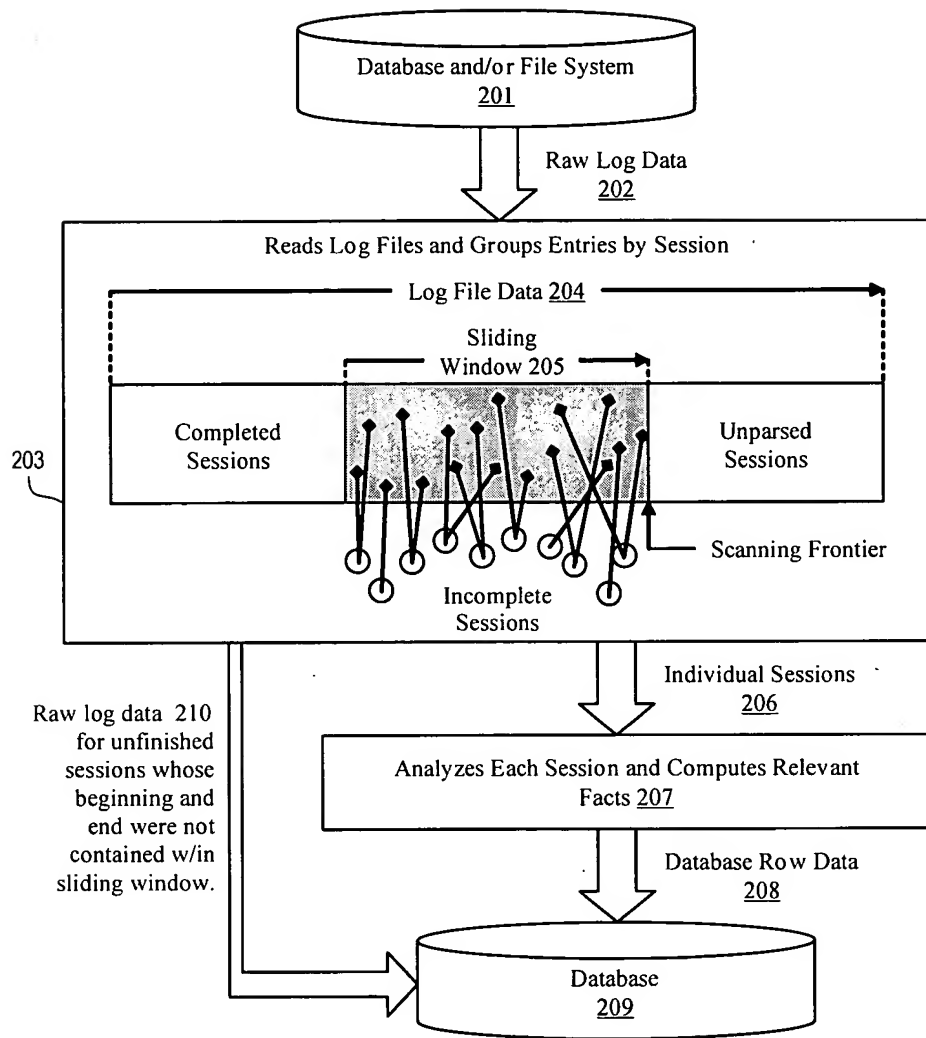 Database and/or File System
201
Raw Log Data
202
Reads Log Files and Groups Entries by Session
Log File Data 204
Sliding
Window 205
Completed
Sessions
Unparsed
Sessions
203
Scanning Frontier
Incomplete
Sessions
Individual Sessions
206
Raw log data 210
for unfinished
sessions whose
beginning and
end were not
contained w/in
sliding window.
Analyzes Each Session and Computes Relevant
Facts 207
Database Row Data
208
Database
209